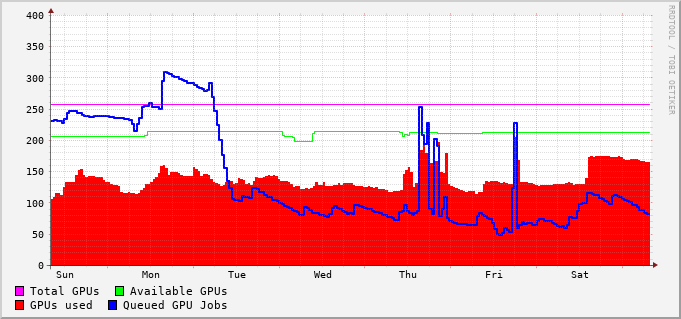 400
350
300
250
200
150
100
50
0
Sun Mon Tue Wed Thu Fri Sat
Total GPUs Available GPUs
GPUs used Queued GPU Jobs
RRDTOOL / TOBI OETIKER